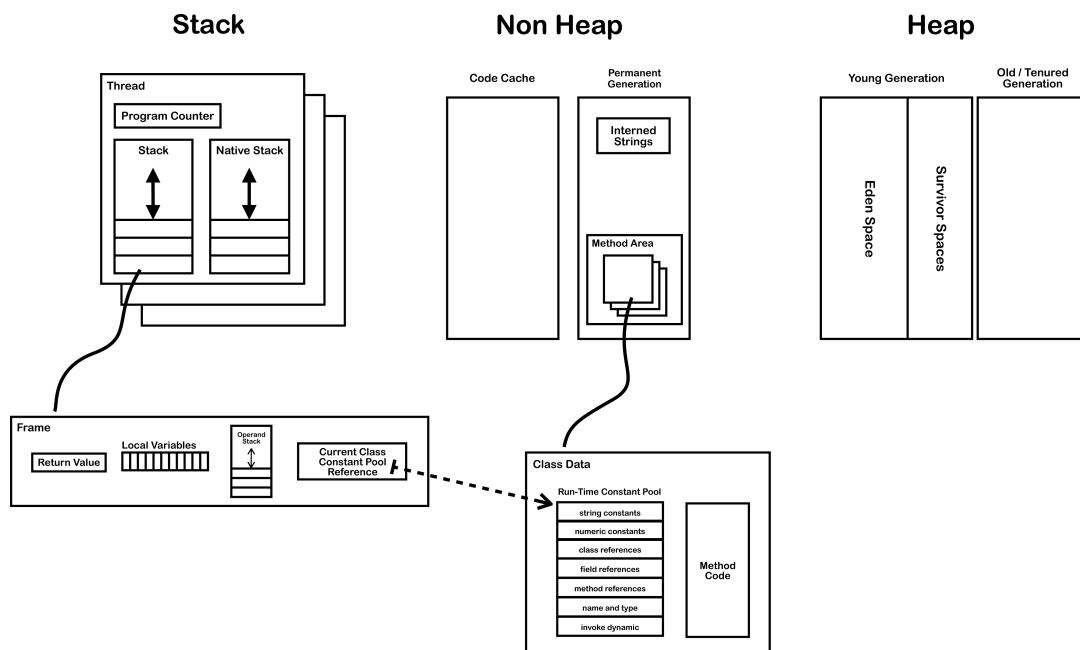 Stack
Non Heap
Heap
Thread
Program Counter
Stack
Native Stack
Code Cache
Permanent
Generation
Interned
Strings
Method Area
Young Generation
Old / Tenured
Generation
Eden Space
Survivor Spaces
Frame
Return Value
Local Variables
Operand
Stack
Current Class
Constant Pool
Reference
Class Data
Run-Time Constant Pool
string constants
numeric constants
class references
field references
method references
name and type
invoke dynamic
Method
Code